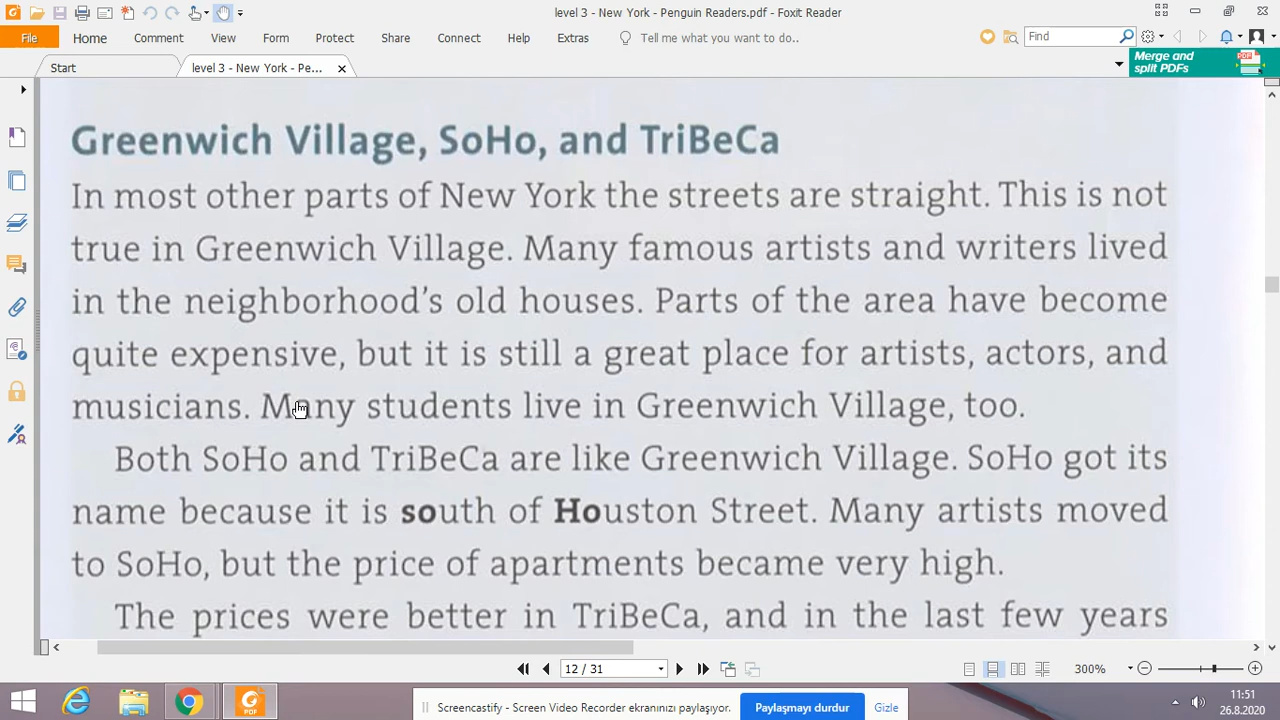 level 3 - New York - Penguin Readers.pdf - Foxit Reader
File Home Comment View Form Protect Share Connect Help Extras Tell me what you want to do.. Find
Start level 3 - New York - Pe... Merge and split PDFs
Greenwich Village, SoHo, and TriBeCa
In most other parts of New York the streets are straight. This is not
true in Greenwich Village. Many famous artists and writers lived
in the neighborhood’s old houses. Parts of the area have become
quite expensive, but it is still a great place for artists, actors, and
musicians. Many students live in Greenwich Village, too.
Both SoHo and TriBeCa are like Greenwich Village. SoHo got its
name because it is south of Houston Street. Many artists moved
to SoHo, but the price of apartments became very high.
The prices were better in TriBeCa, and in the last few years
12 / 31 300%
Screencastify - Screen Video Recorder ekranınızı paylaşıyor. Paylaşmayı durdur Gizle
11:51
26.8.2020
PDF